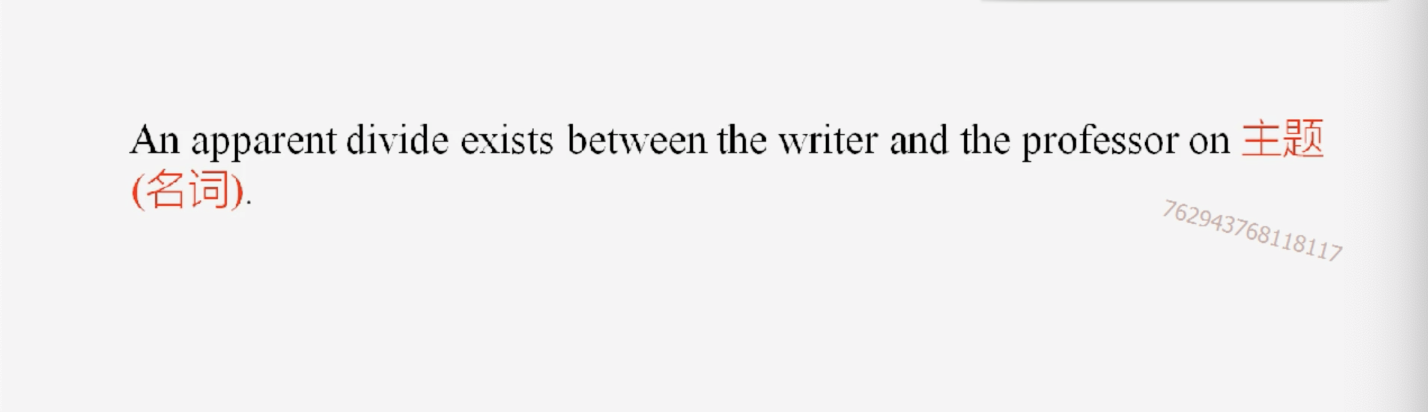 An apparent divide exists between the writer and the professor on 主题
(名词).
762943768118117